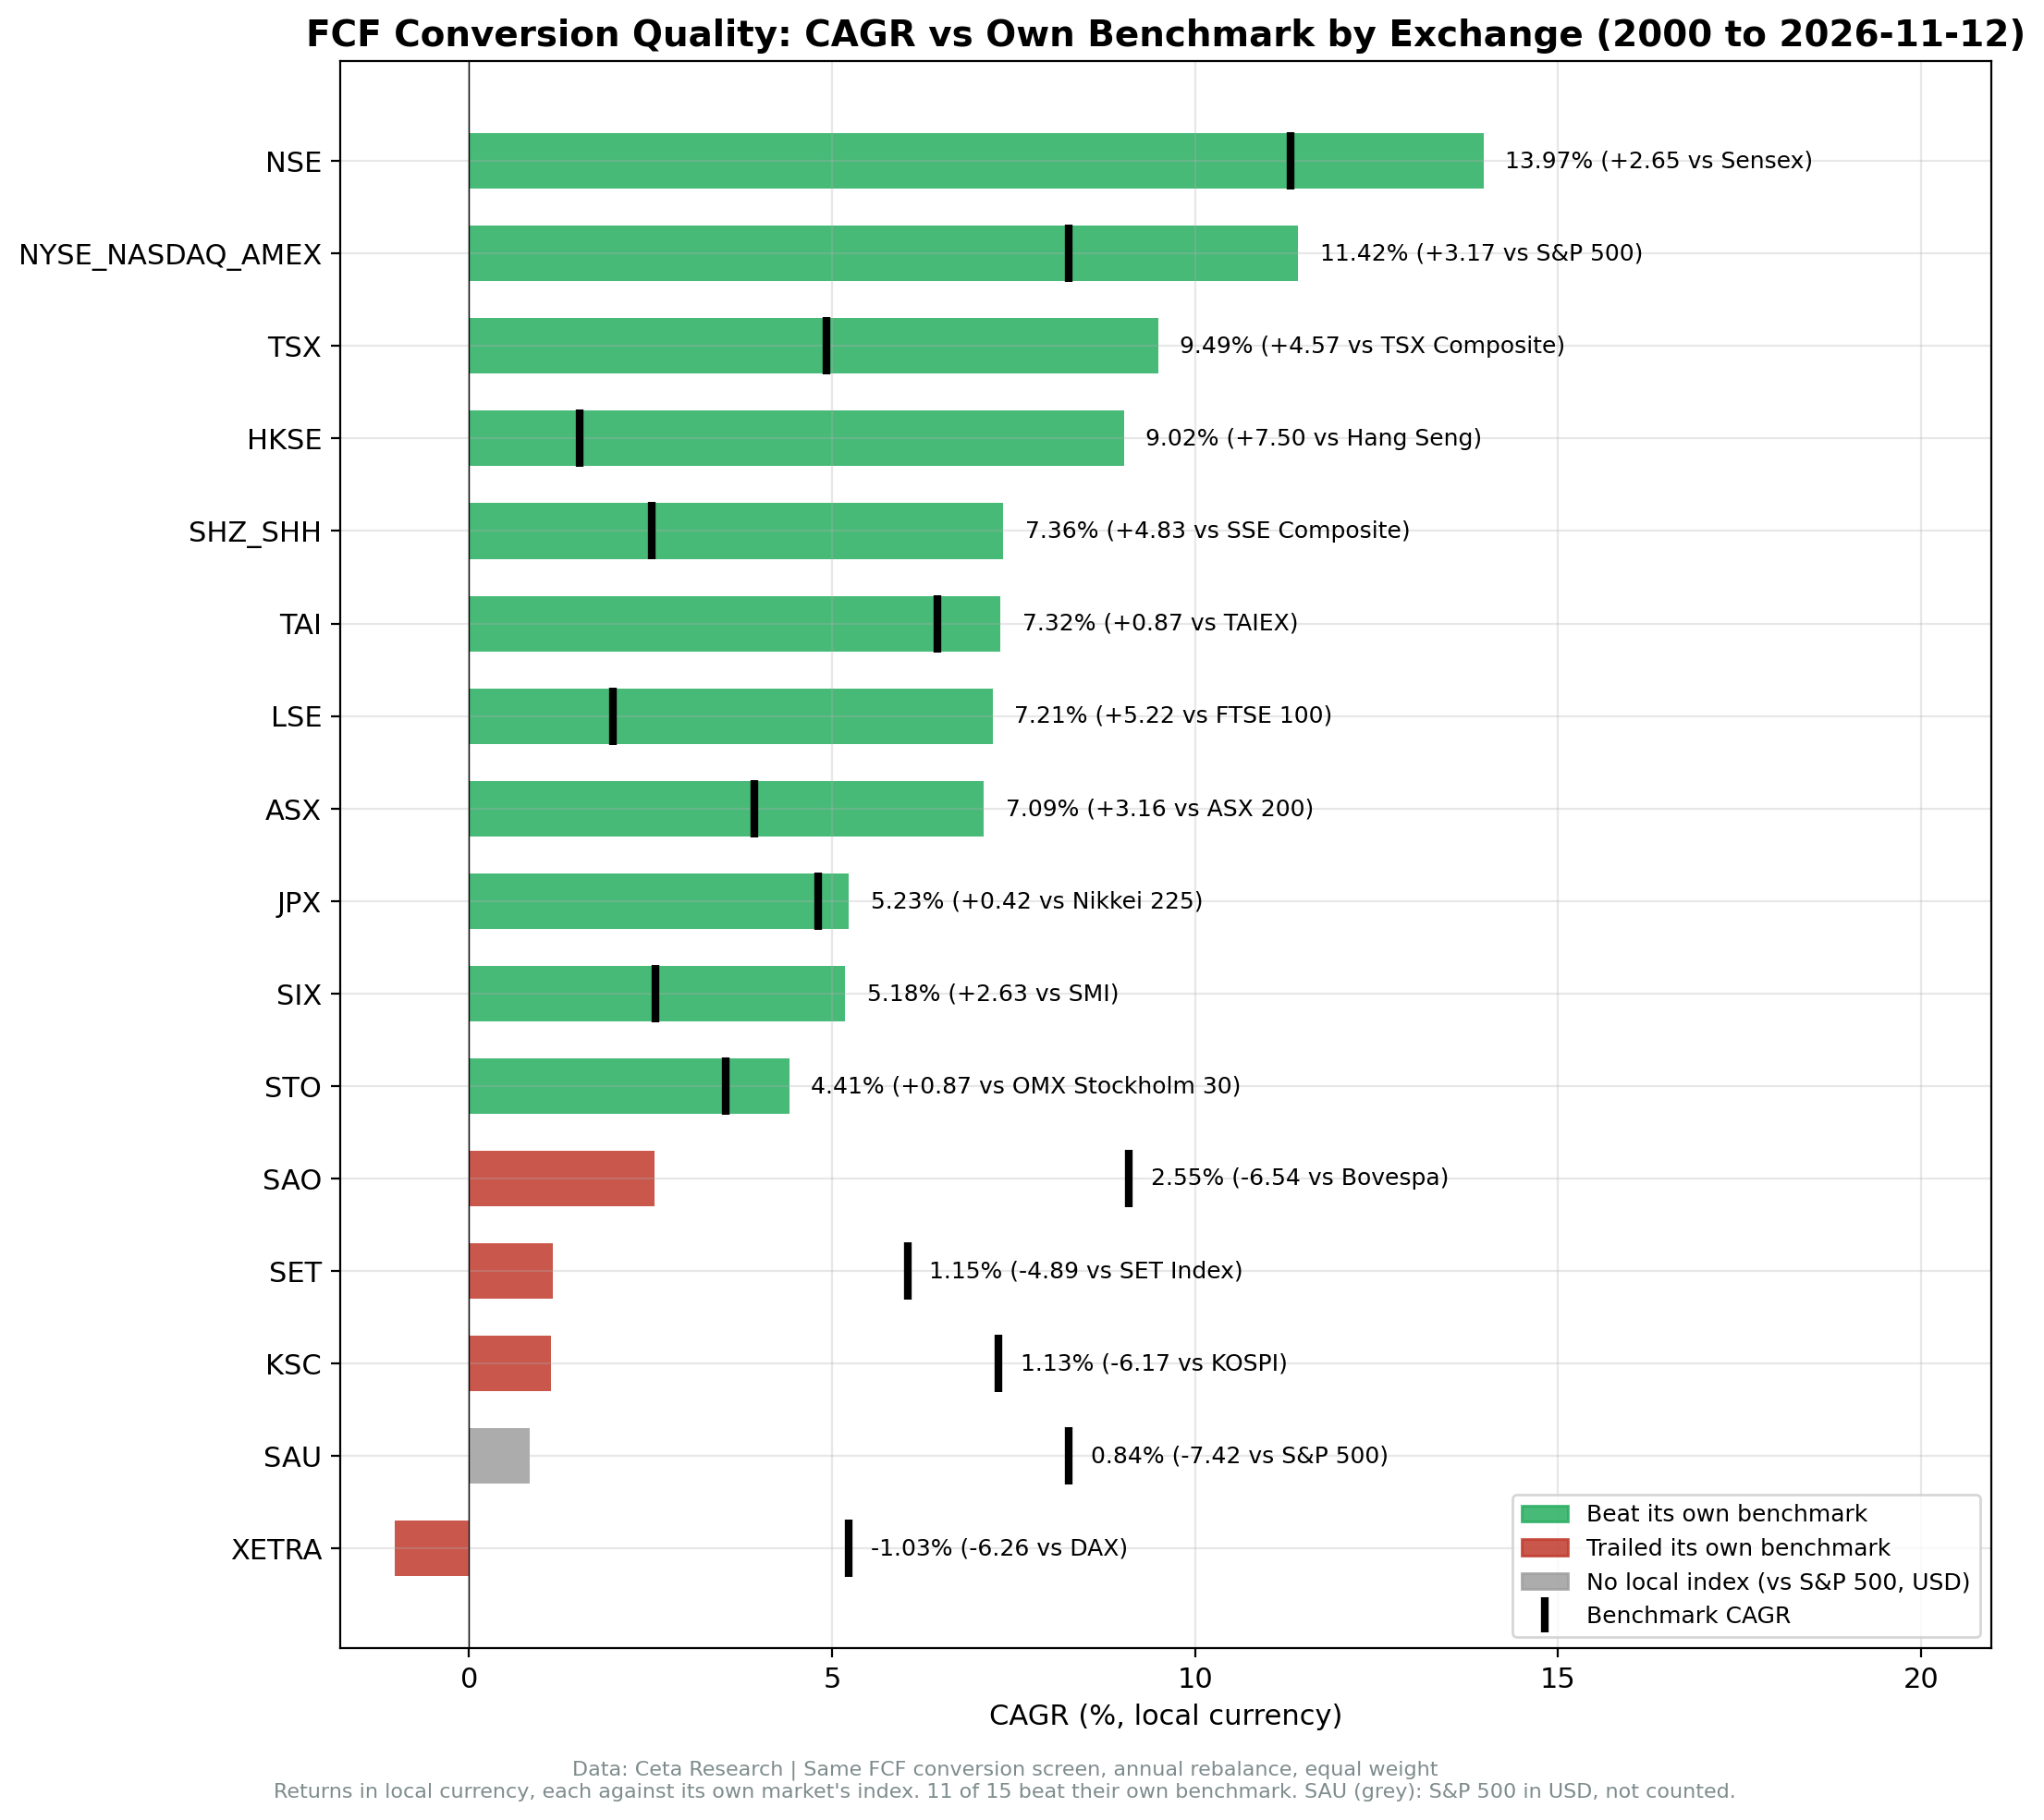 FCF Conversion Quality: CAGR vs Own Benchmark by Exchange (2000 to 2026-11-12)
NSE 13.97% (+2.65 vs Sensex)
NYSE_NASDAQ_AMEX 11.42% (+3.17 vs S&P 500)
TSX 9.49% (+4.57 vs TSX Composite)
HKSE 9.02% (+7.50 vs Hang Seng)
SHZ_SHH 7.36% (+4.83 vs SSE Composite)
TAI 7.32% (+0.87 vs TAIEX)
LSE 7.21% (+5.22 vs FTSE 100)
ASX 7.09% (+3.16 vs ASX 200)
JPX 5.23% (+0.42 vs Nikkei 225)
SIX 5.18% (+2.63 vs SMI)
STO 4.41% (+0.87 vs OMX Stockholm 30)
SAO 2.55% (-6.54 vs Bovespa)
SET 1.15% (-4.89 vs SET Index)
KSC 1.13% (-6.17 vs KOSPI)
SAU 0.84% (-7.42 vs S&P 500)
XETRA -1.03% (-6.26 vs DAX)
Beat its own benchmark
Trailed its own benchmark
No local index (vs S&P 500, USD)
Benchmark CAGR
0 5 10 15 20
CAGR (%, local currency)
Data: Ceta Research | Same FCF conversion screen, annual rebalance, equal weight
Returns in local currency, each against its own market's index. 11 of 15 beat their own benchmark. SAU (grey): S&P 500 in USD, not counted.